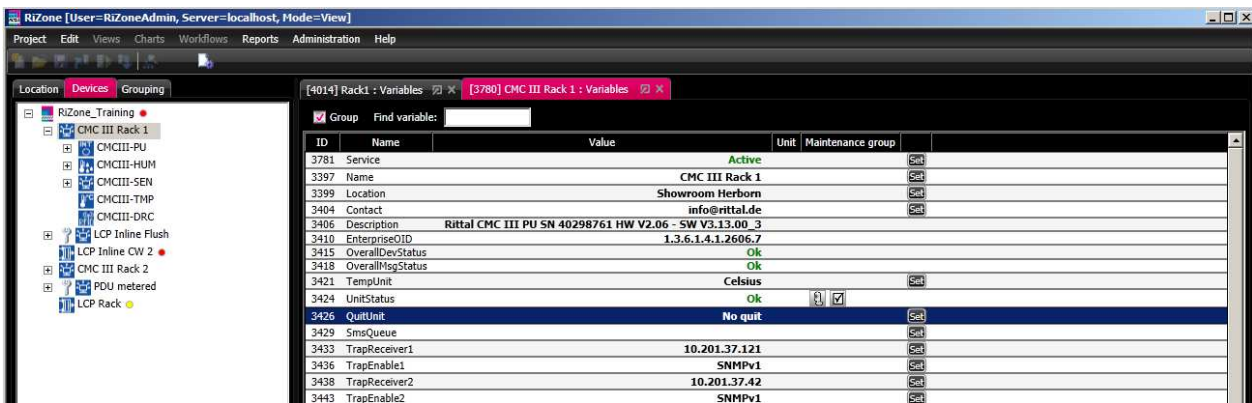 RiZone [User=RiZoneAdmin, Server=localhost, Mode=View]
Project Edit Views Charts Workflows Reports Administration Help
Location Devices Grouping
RiZone_Training
CMC III Rack 1
CMCIII-PU
CMCIII-HUM
CMCIII-SEN
CMCIII-TMP
CMCIII-DRC
LCP Inline Flush
LCP Inline CW 2
CMC III Rack 2
PDU metered
LCP Rack
[4014] Rack1 : Variables [3780] CMC III Rack 1 : Variables
Group Find variable:
ID Name Value Unit Maintenance group
3781 Service Active Set
3397 Name CMC III Rack 1 Set
3399 Location Showroom Herborn Set
3404 Contact info@rittal.de Set
3406 Description Rittal CMC III PU SN 40298761 HW V2.06 - SW V3.13.00_3
3410 EnterpriseOID 1.3.6.1.4.1.2606.7
3415 OverallDevStatus Ok
3418 OverallMsgStatus Ok
3421 TempUnit Celsius Set
3424 UnitStatus Ok
3426 QuitUnit No quit Set
3429 SmsQueue Set
3433 TrapReceiver1 10.201.37.121 Set
3436 TrapEnable1 SNMPv1 Set
3438 TrapReceiver2 10.201.37.42 Set
3443 TrapEnable2 SNMPv1 Set